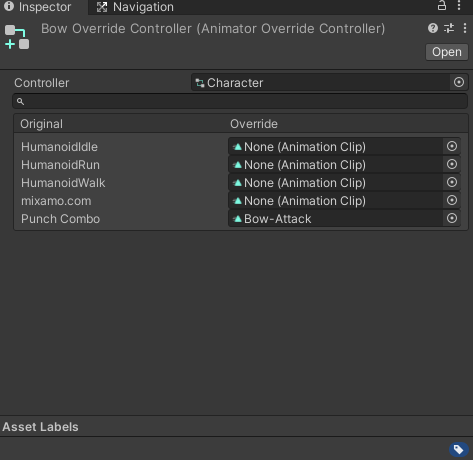 Inspector Navigation
Bow Override Controller (Animator Override Controller)
Open
Controller Character
Original Override
HumanoidIdle None (Animation Clip)
HumanoidRun None (Animation Clip)
HumanoidWalk None (Animation Clip)
mixamo.com None (Animation Clip)
Punch Combo Bow-Attack
Asset Labels